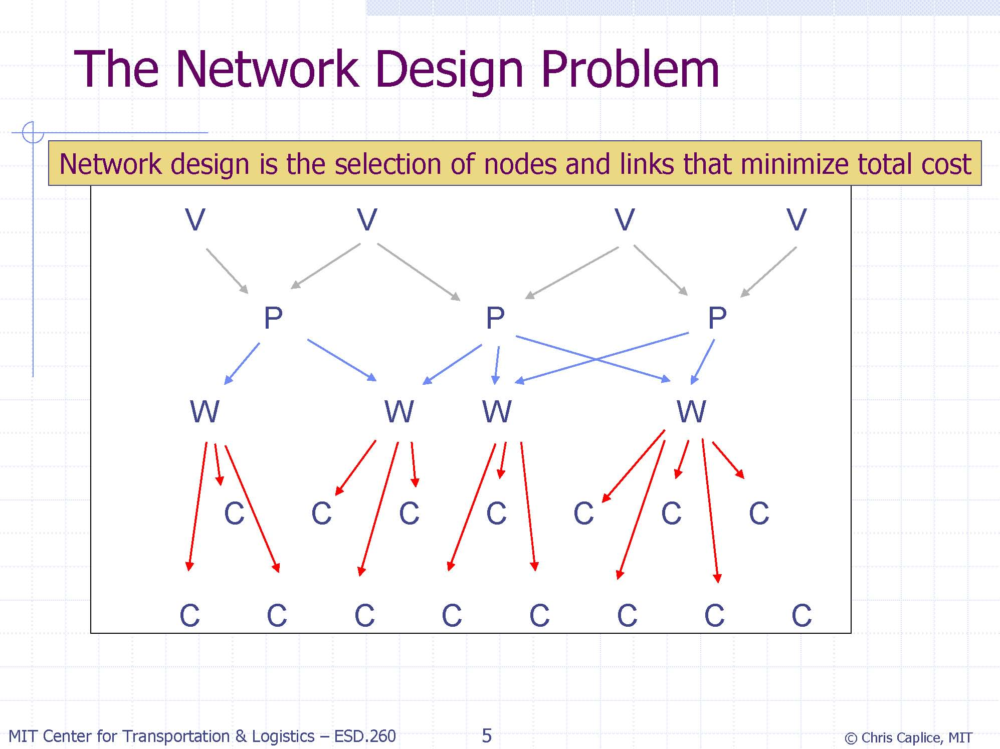 The Network Design Problem
Network design is the selection of nodes and links that minimize total cost
V V V V
P P P
W W W W
C C C C C C C
C C C C C C C C
MIT Center for Transportation & Logistics – ESD.260 5 © Chris Caplice, MIT